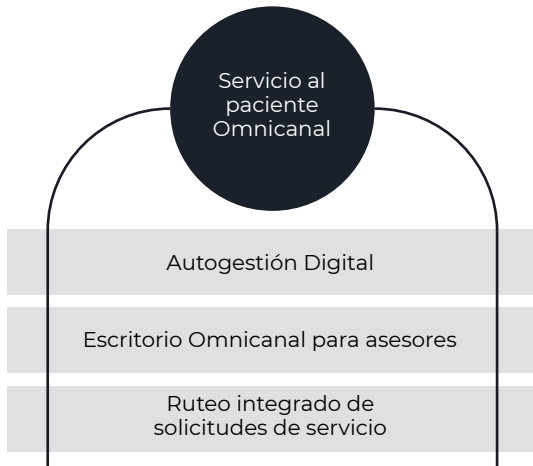 Servicio al
paciente
Omnicanal
Autogestión Digital
Escritorio Omnicanal para asesores
Ruteo integrado de
solicitudes de servicio